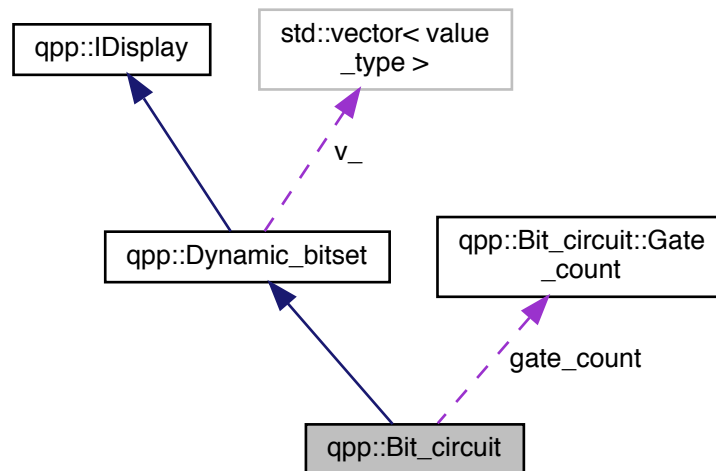 qpp::IDisplay
std::vector< value
_type >
v_
qpp::Dynamic_bitset
qpp::Bit_circuit::Gate
_count
gate_count
qpp::Bit_circuit